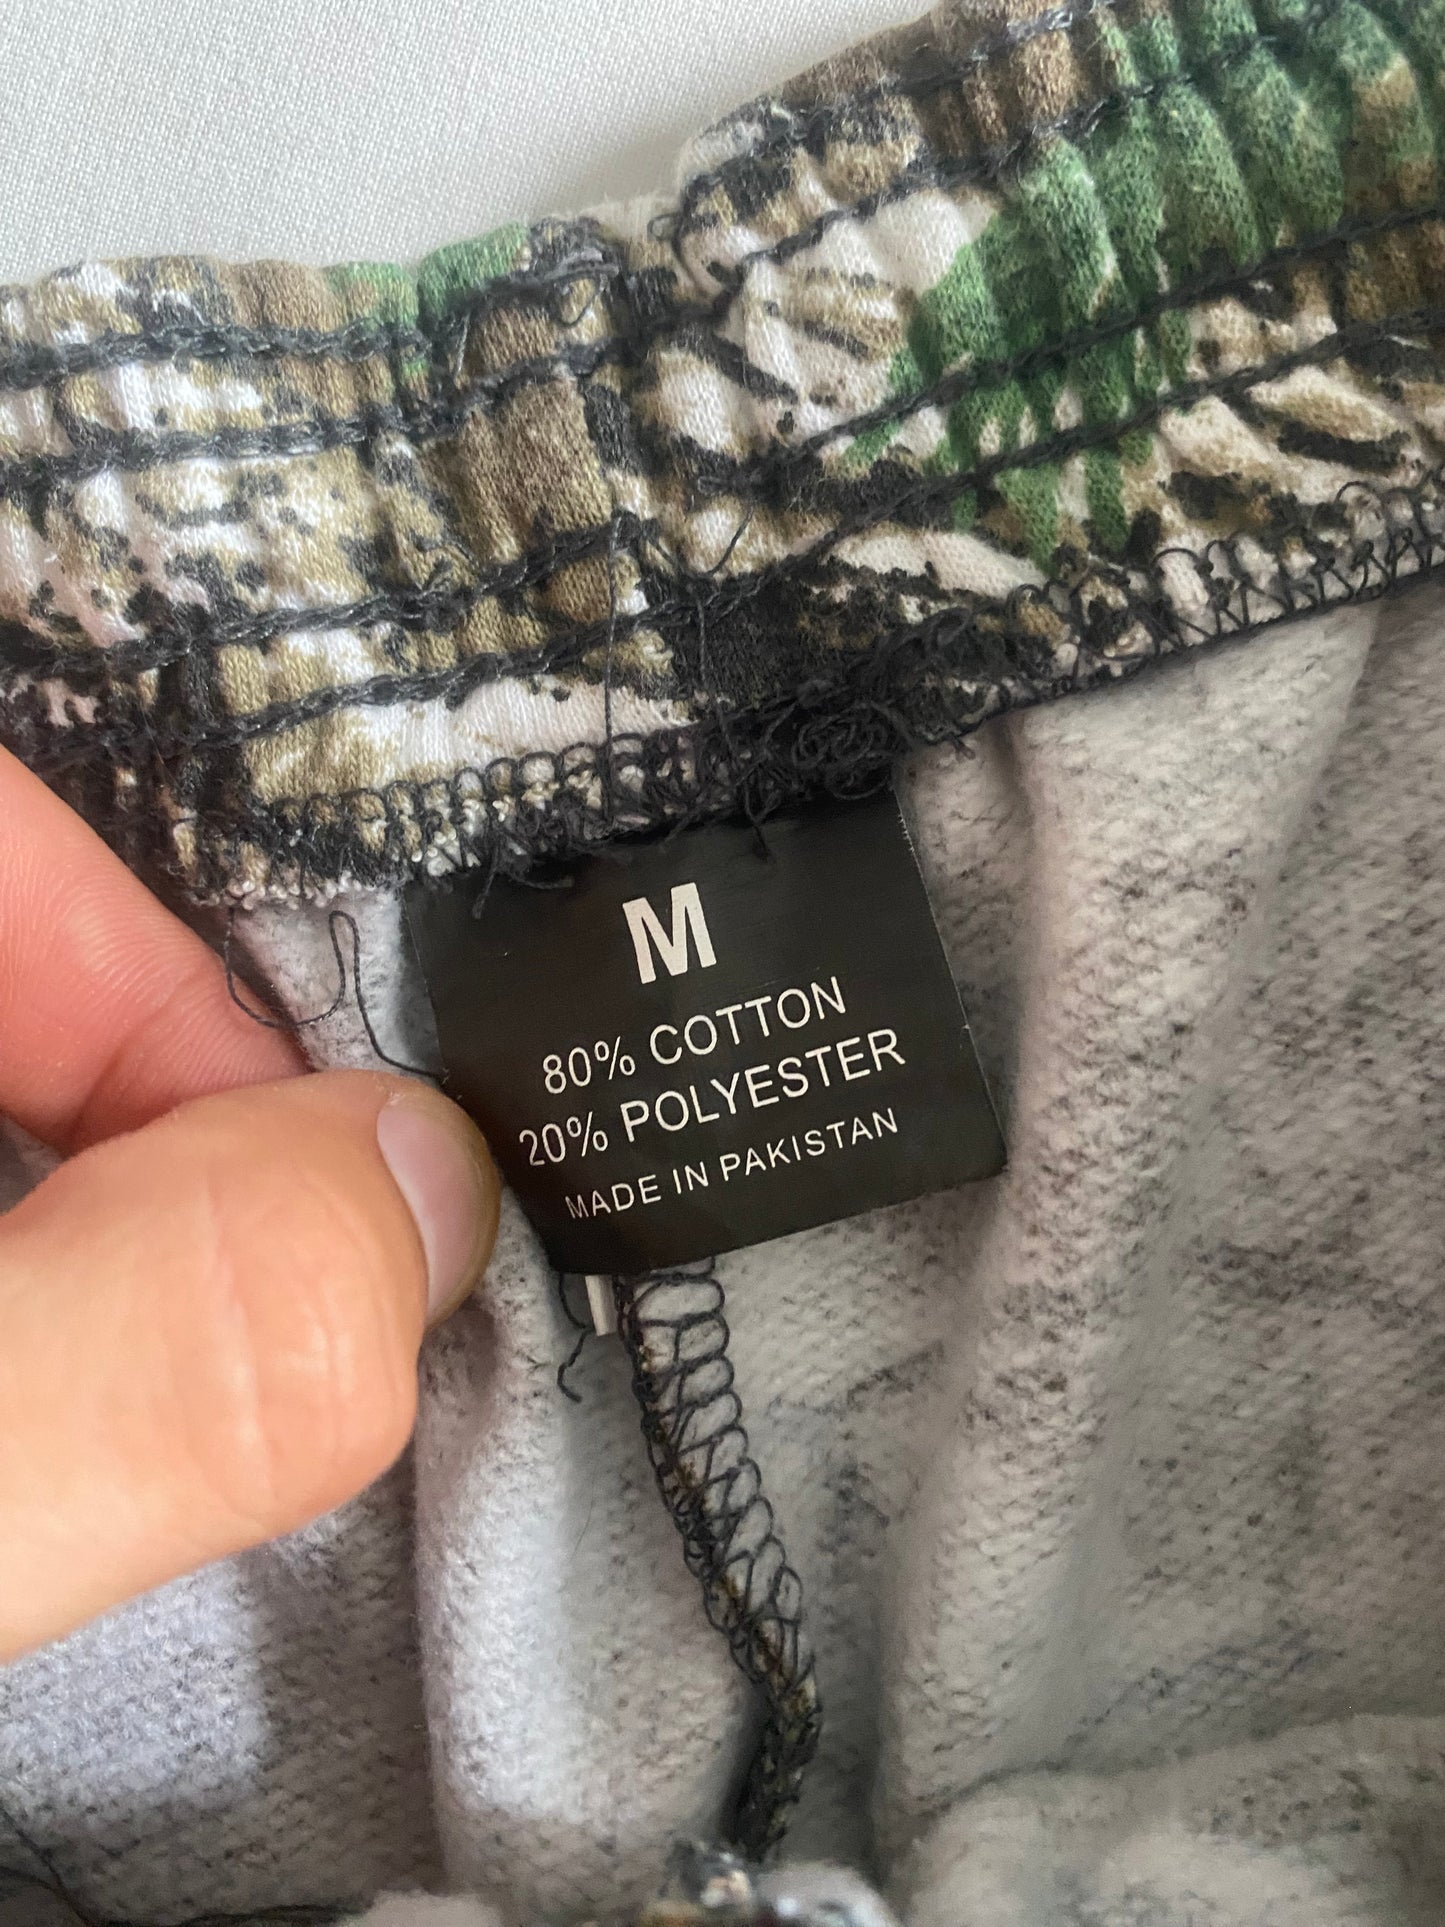 M
80% COTTON
20% POLYESTER
MADE IN PAKISTAN